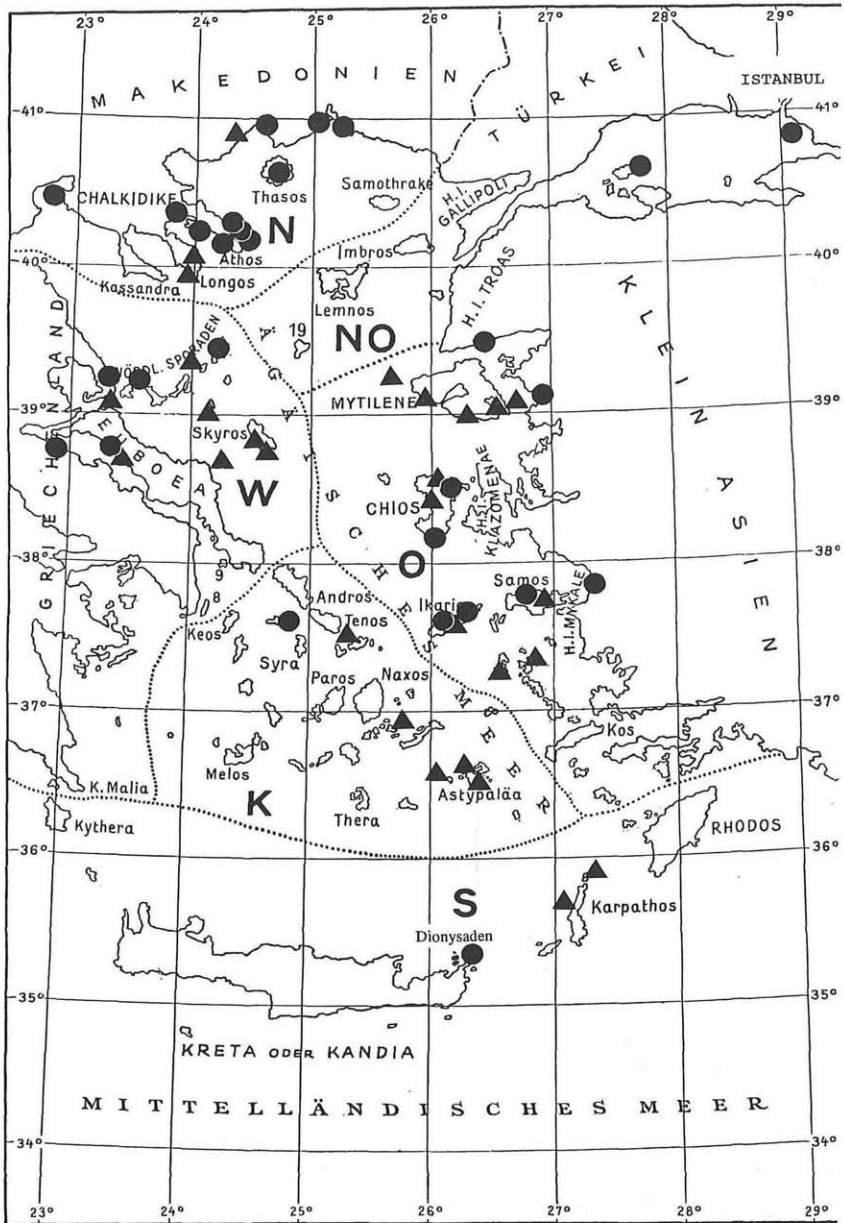 23° 24° 25° 26° 27° 28° 29°
MAKEDONIEN
TÜRKEI
ISTANBUL
41° 41°
CHALKIDIKE
Thasos
Samothrake
H.I. GALLIPOLI
N
Athos
Imbros
40° 40°
Kassandra
Longos
Lemnos
H.I. TROAS
KLEIN ASIEN
GRIECHENLAND
ÄGÄISCHES MEER
19
NO
NÖRDL. SPORADEN
MYTILENE
39° 39°
EUBOEA
Skyros
W
CHIOS
H.I. KLAZOMENAE
38° 38°
O
9
8
Andros
Samos
Ikaria
H.I. MYKALE
Keos
Tenos
Syra
Paros
Naxos
37° 37°
Kos
Melos
K. Malia
K
Astypaläa
Thera
Kythera
RHODOS
36° 36°
S
Karpathos
Dionysaden
35° 35°
KRETA ODER KANDIA
MITTELLÄNDISCHES MEER
34° 34°
23° 24° 25° 26° 27° 28° 29°